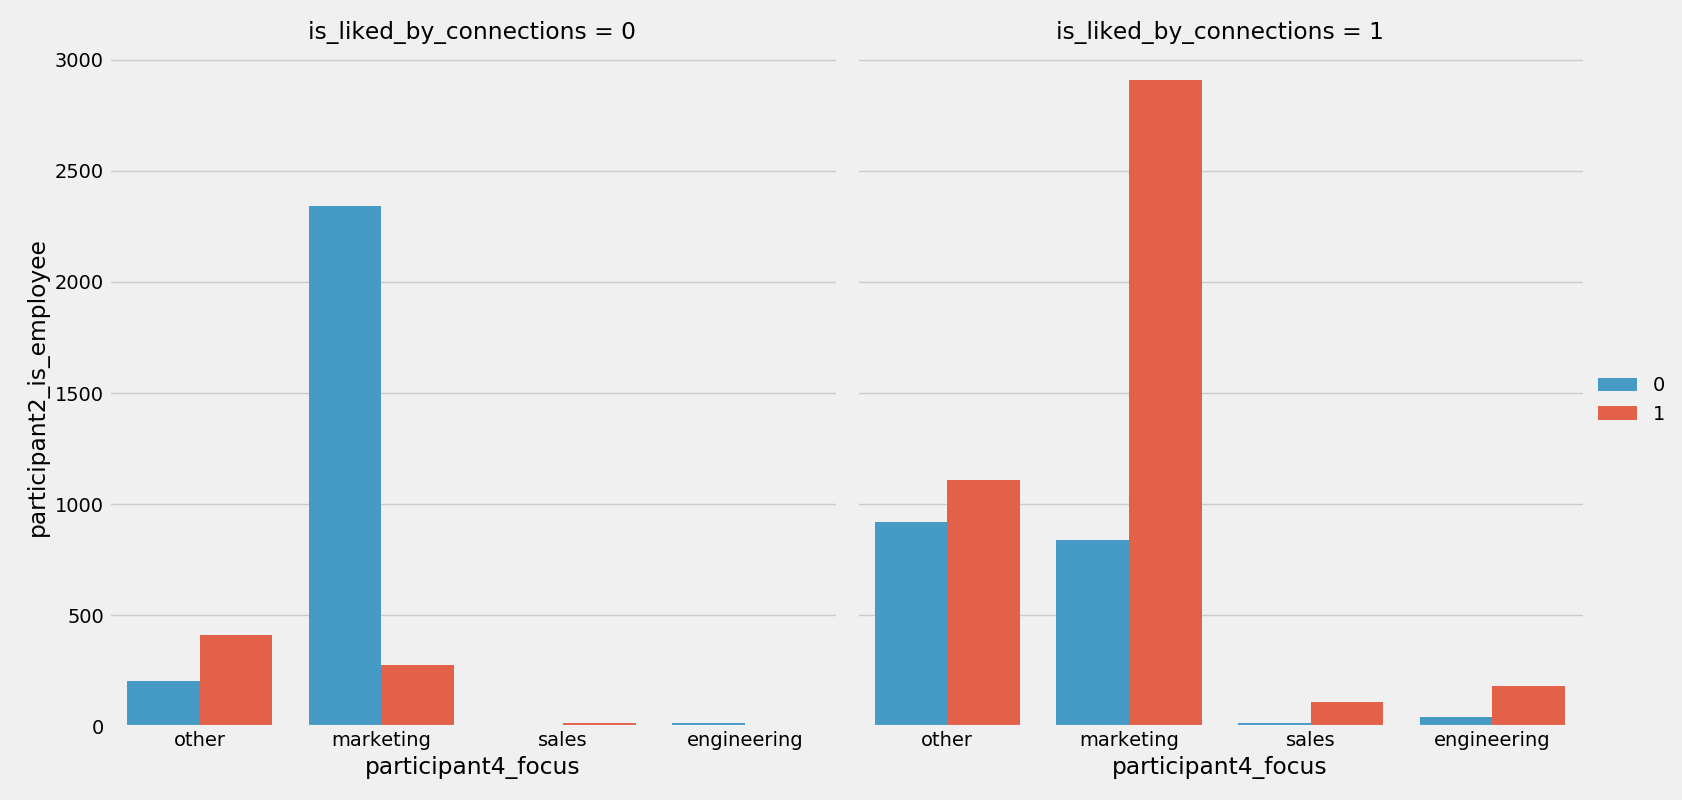 is_liked_by_connections = 0
is_liked_by_connections = 1
participant2_is_employee
3000
2500
2000
1500
1000
500
0
other marketing sales engineering
other marketing sales engineering
participant4_focus
participant4_focus
0
1